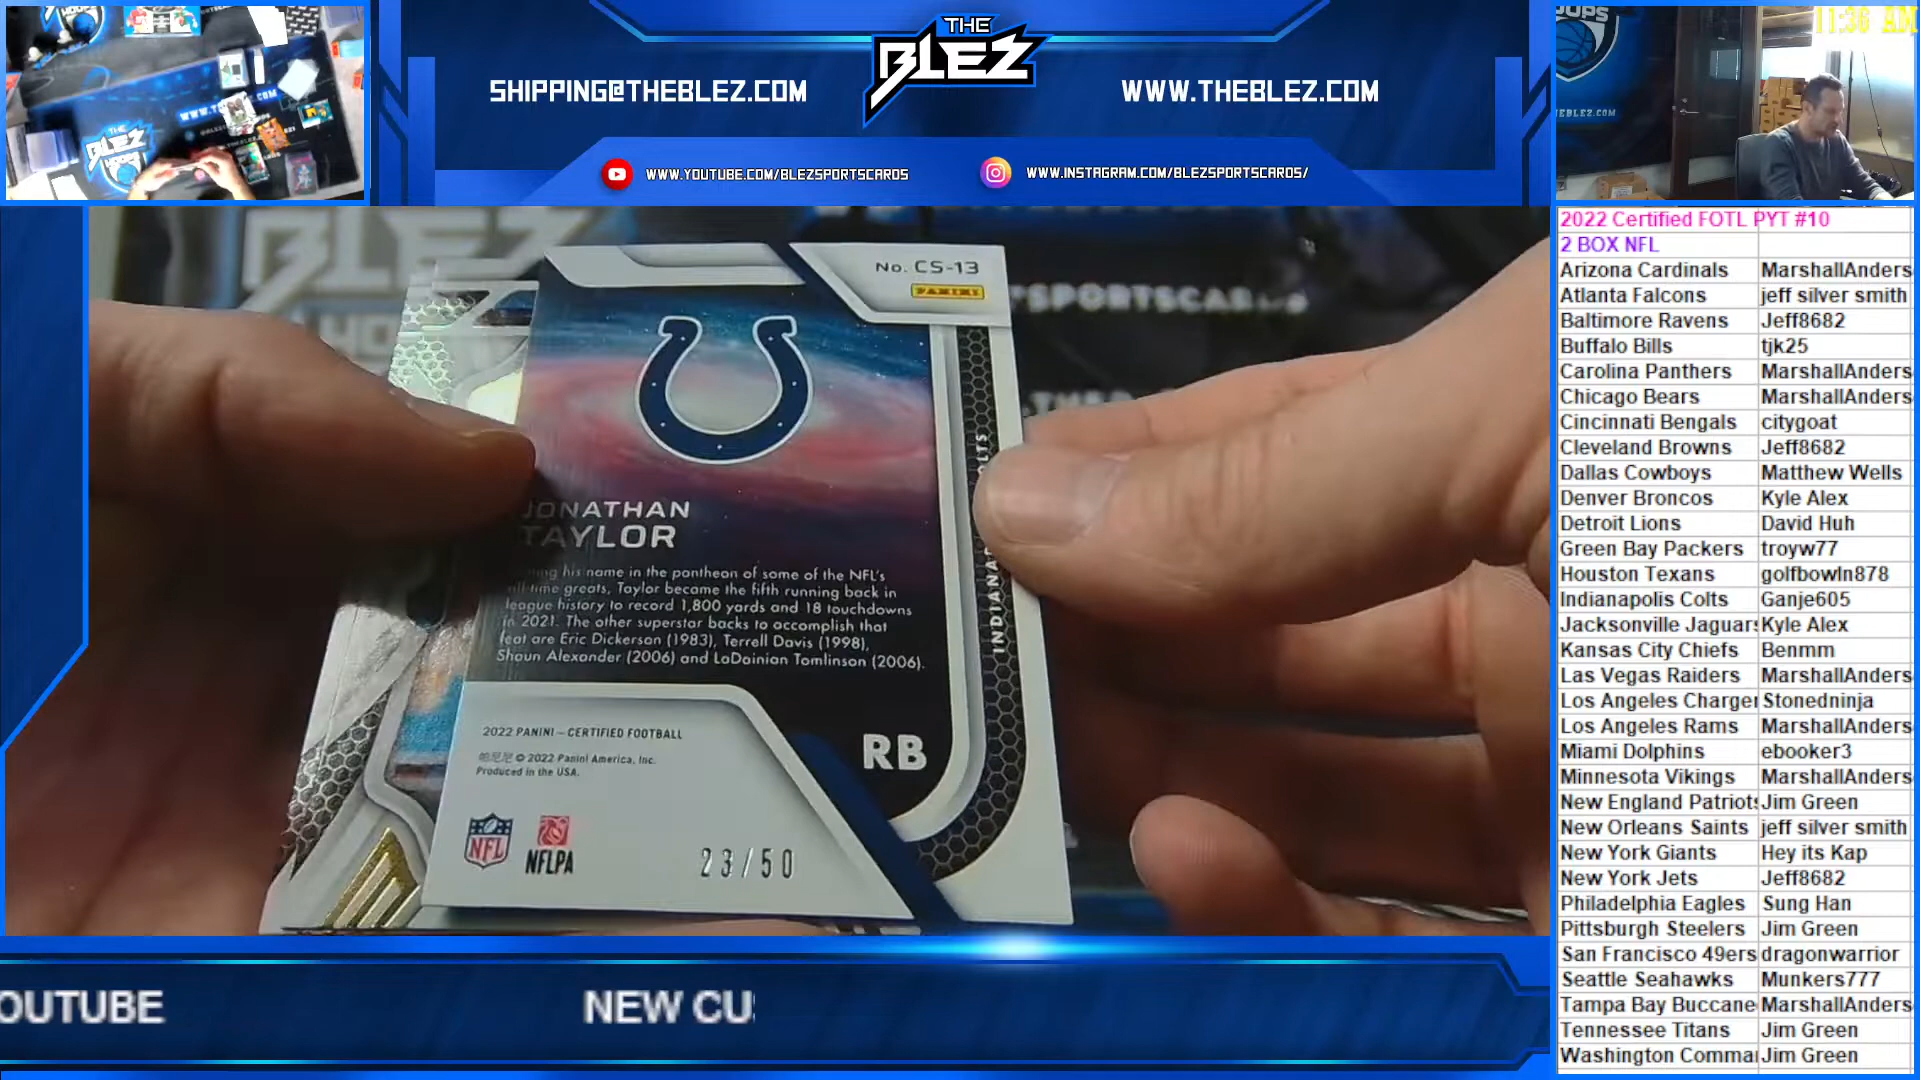 THE
BLEZ
SHIPPING@THEBLEZ.COM
WWW.THEBLEZ.COM
WWW.YOUTUBE.COM/BLEZSPORTSCARDS
WWW.INSTAGRAM.COM/BLEZSPORTSCARDS/
11:36 AM
No. CS-13
PANINI
JONATHAN
TAYLOR
his name in the pantheon of some of the NFL's
all-time greats, Taylor became the fifth running back in
league history to record 1,800 yards and 18 touchdowns
in 2021. The other superstar backs to accomplish that
feat are Eric Dickerson (1983), Terrell Davis (1998),
Shaun Alexander (2006) and LaDainian Tomlinson (2006).
2022 PANINI – CERTIFIED FOOTBALL
© 2022 Panini America, Inc.
Produced in the USA.
RB
NFL
NFLPA
23/50
OUTUBE
NEW CU
2022 Certified FOTL PYT #10
2 BOX NFL
Arizona Cardinals MarshallAnders
Atlanta Falcons jeff silver smith
Baltimore Ravens Jeff8682
Buffalo Bills tjk25
Carolina Panthers MarshallAnders
Chicago Bears MarshallAnders
Cincinnati Bengals citygoat
Cleveland Browns Jeff8682
Dallas Cowboys Matthew Wells
Denver Broncos Kyle Alex
Detroit Lions David Huh
Green Bay Packers troyw77
Houston Texans golfbowln878
Indianapolis Colts Ganje605
Jacksonville Jaguars Kyle Alex
Kansas City Chiefs Benmm
Las Vegas Raiders MarshallAnders
Los Angeles Charger Stonedninja
Los Angeles Rams MarshallAnders
Miami Dolphins ebooker3
Minnesota Vikings MarshallAnders
New England Patriots Jim Green
New Orleans Saints jeff silver smith
New York Giants Hey its Kap
New York Jets Jeff8682
Philadelphia Eagles Sung Han
Pittsburgh Steelers Jim Green
San Francisco 49ers dragonwarrior
Seattle Seahawks Munkers777
Tampa Bay Buccane MarshallAnders
Tennessee Titans Jim Green
Washington Comma Jim Green